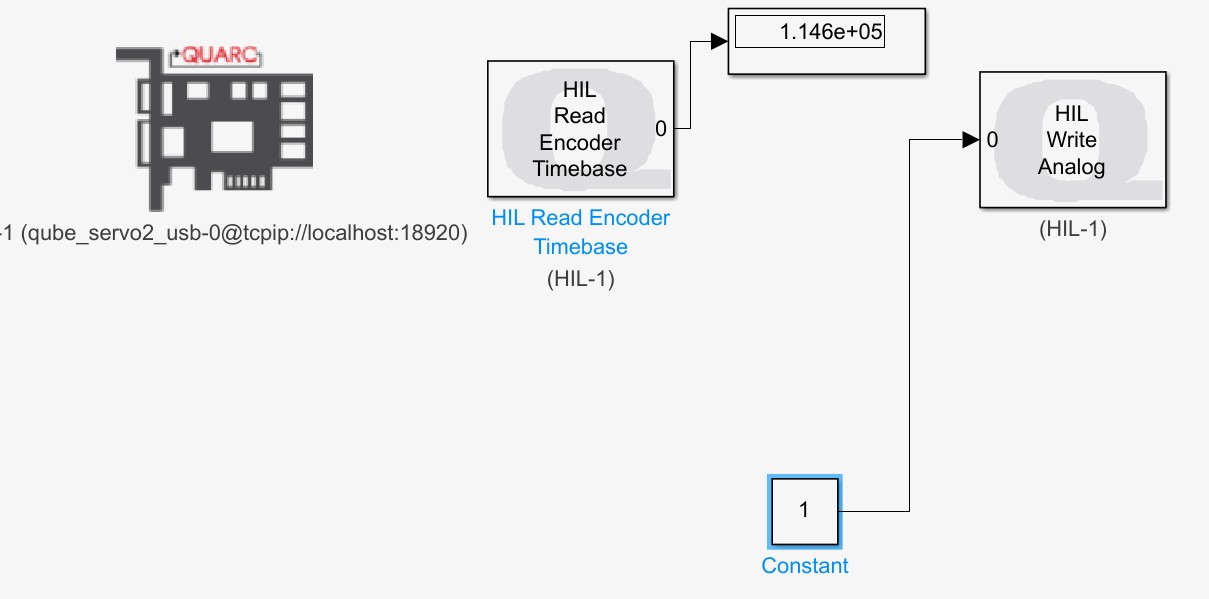 QUARC
-1 (qube_servo2_usb-0@tcpip://localhost:18920)
HIL
Read
Encoder
Timebase
0
HIL Read Encoder
Timebase
(HIL-1)
1.146e+05
0
HIL
Write
Analog
(HIL-1)
1
Constant